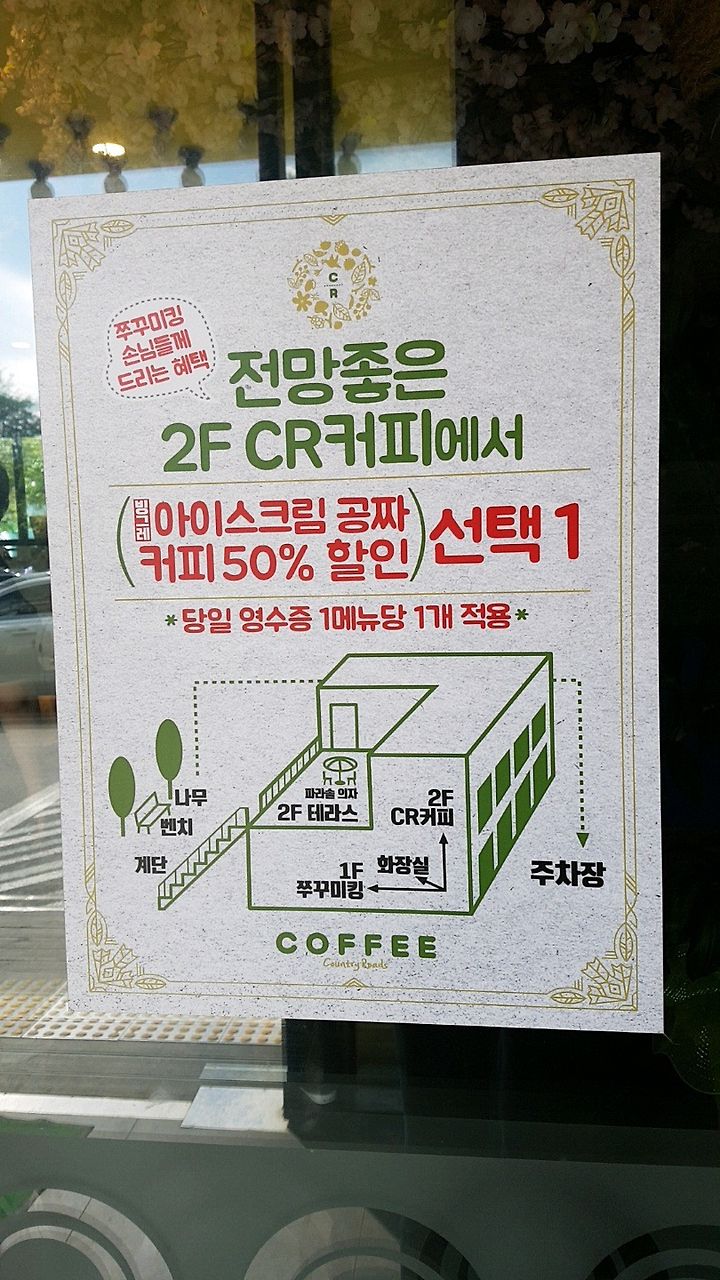 C
R
쭈꾸미킹
손님들께
드리는 혜택
전망좋은
2F CR커피에서
(빙그레 아이스크림 공짜
커피 50% 할인) 선택 1
*당일 영수증 1메뉴당 1개 적용*
나무
벤치
계단
파라솔 의자
2F 테라스
2F
CR커피
화장실
1F
쭈꾸미킹
주차장
COFFEE
Country Roads